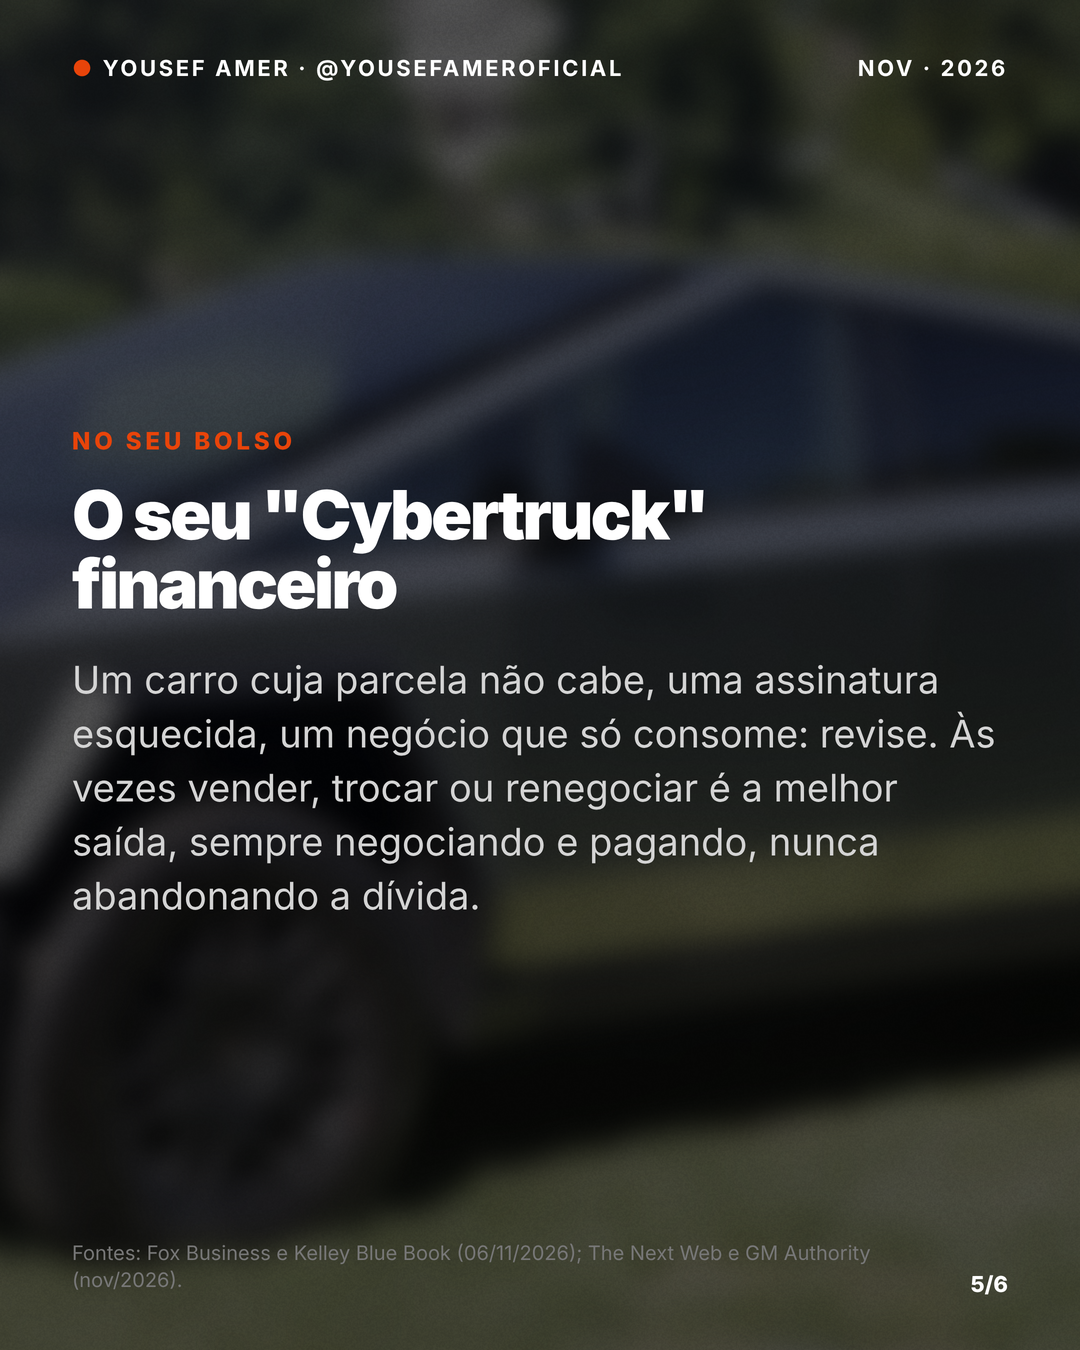 YOUSEF AMER · @YOUSEFAMEROFICIAL
NOV · 2026
NO SEU BOLSO
O seu "Cybertruck"
financeiro
Um carro cuja parcela não cabe, uma assinatura
esquecida, um negócio que só consome: revise. Às
vezes vender, trocar ou renegociar é a melhor
saída, sempre negociando e pagando, nunca
abandonando a dívida.
Fontes: Fox Business e Kelley Blue Book (06/11/2026); The Next Web e GM Authority
(nov/2026).
5/6